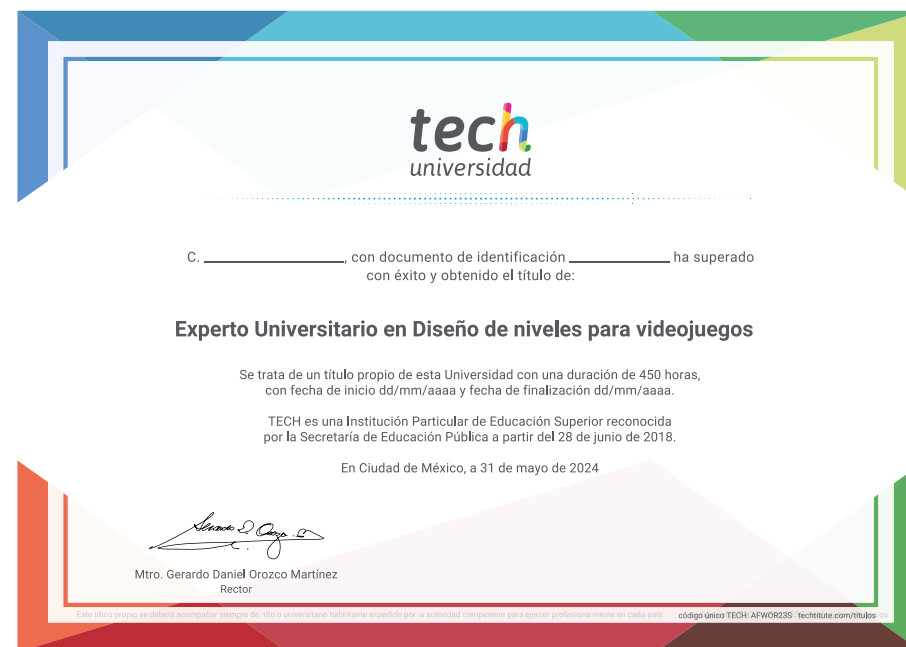 tech
universidad
C. , con documento de identificación ha superado
con éxito y obtenido el título de:
Experto Universitario en Diseño de niveles para videojuegos
Se trata de un título propio de esta Universidad con una duración de 450 horas,
con fecha de inicio dd/mm/aaaa y fecha de finalización dd/mm/aaaa.
TECH es una Institución Particular de Educación Superior reconocida
por la Secretaría de Educación Pública a partir del 28 de junio de 2018.
En Ciudad de México, a 31 de mayo de 2024
Mtro. Gerardo Daniel Orozco Martínez
Rector
Este título propio se deberá acompañar siempre del título universitario habilitante expedido por la autoridad competente para ejercer profesionalmente en cada país. código único TECH: AFWOR23S techtitute.com/titulos